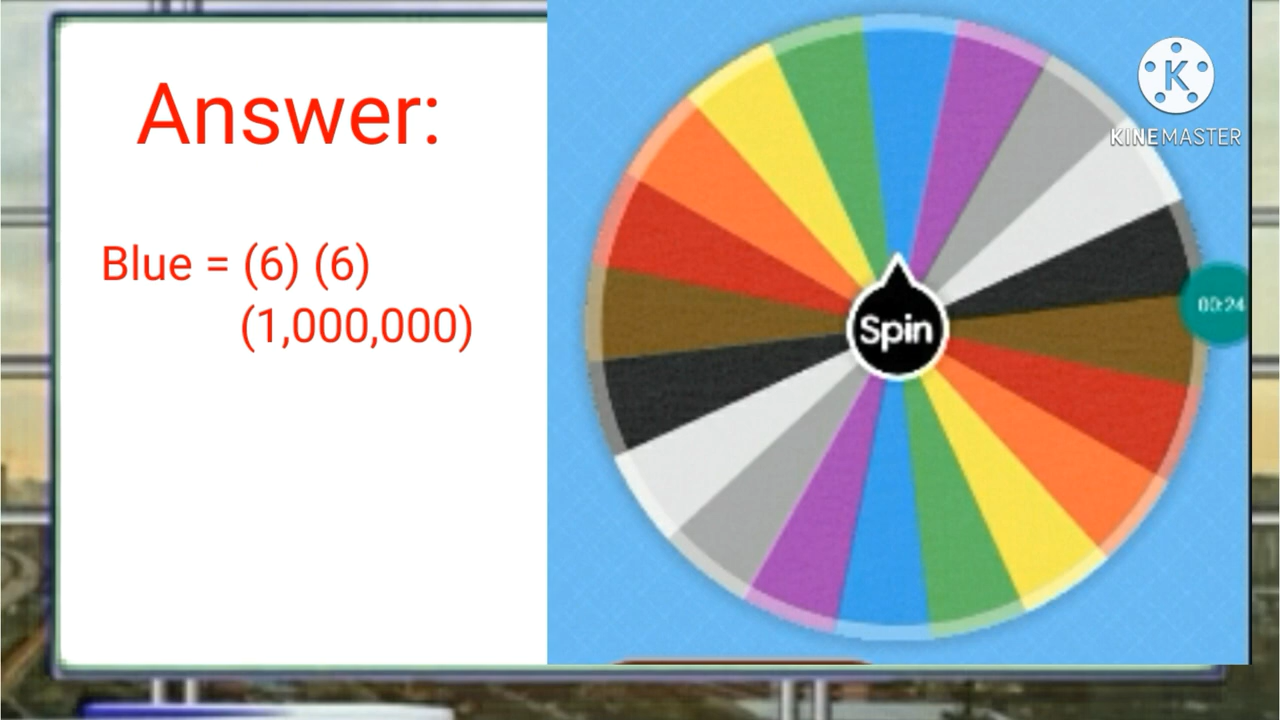 Answer:
Blue = (6) (6)
(1,000,000)
Spin
K
KINEMASTER
00:24